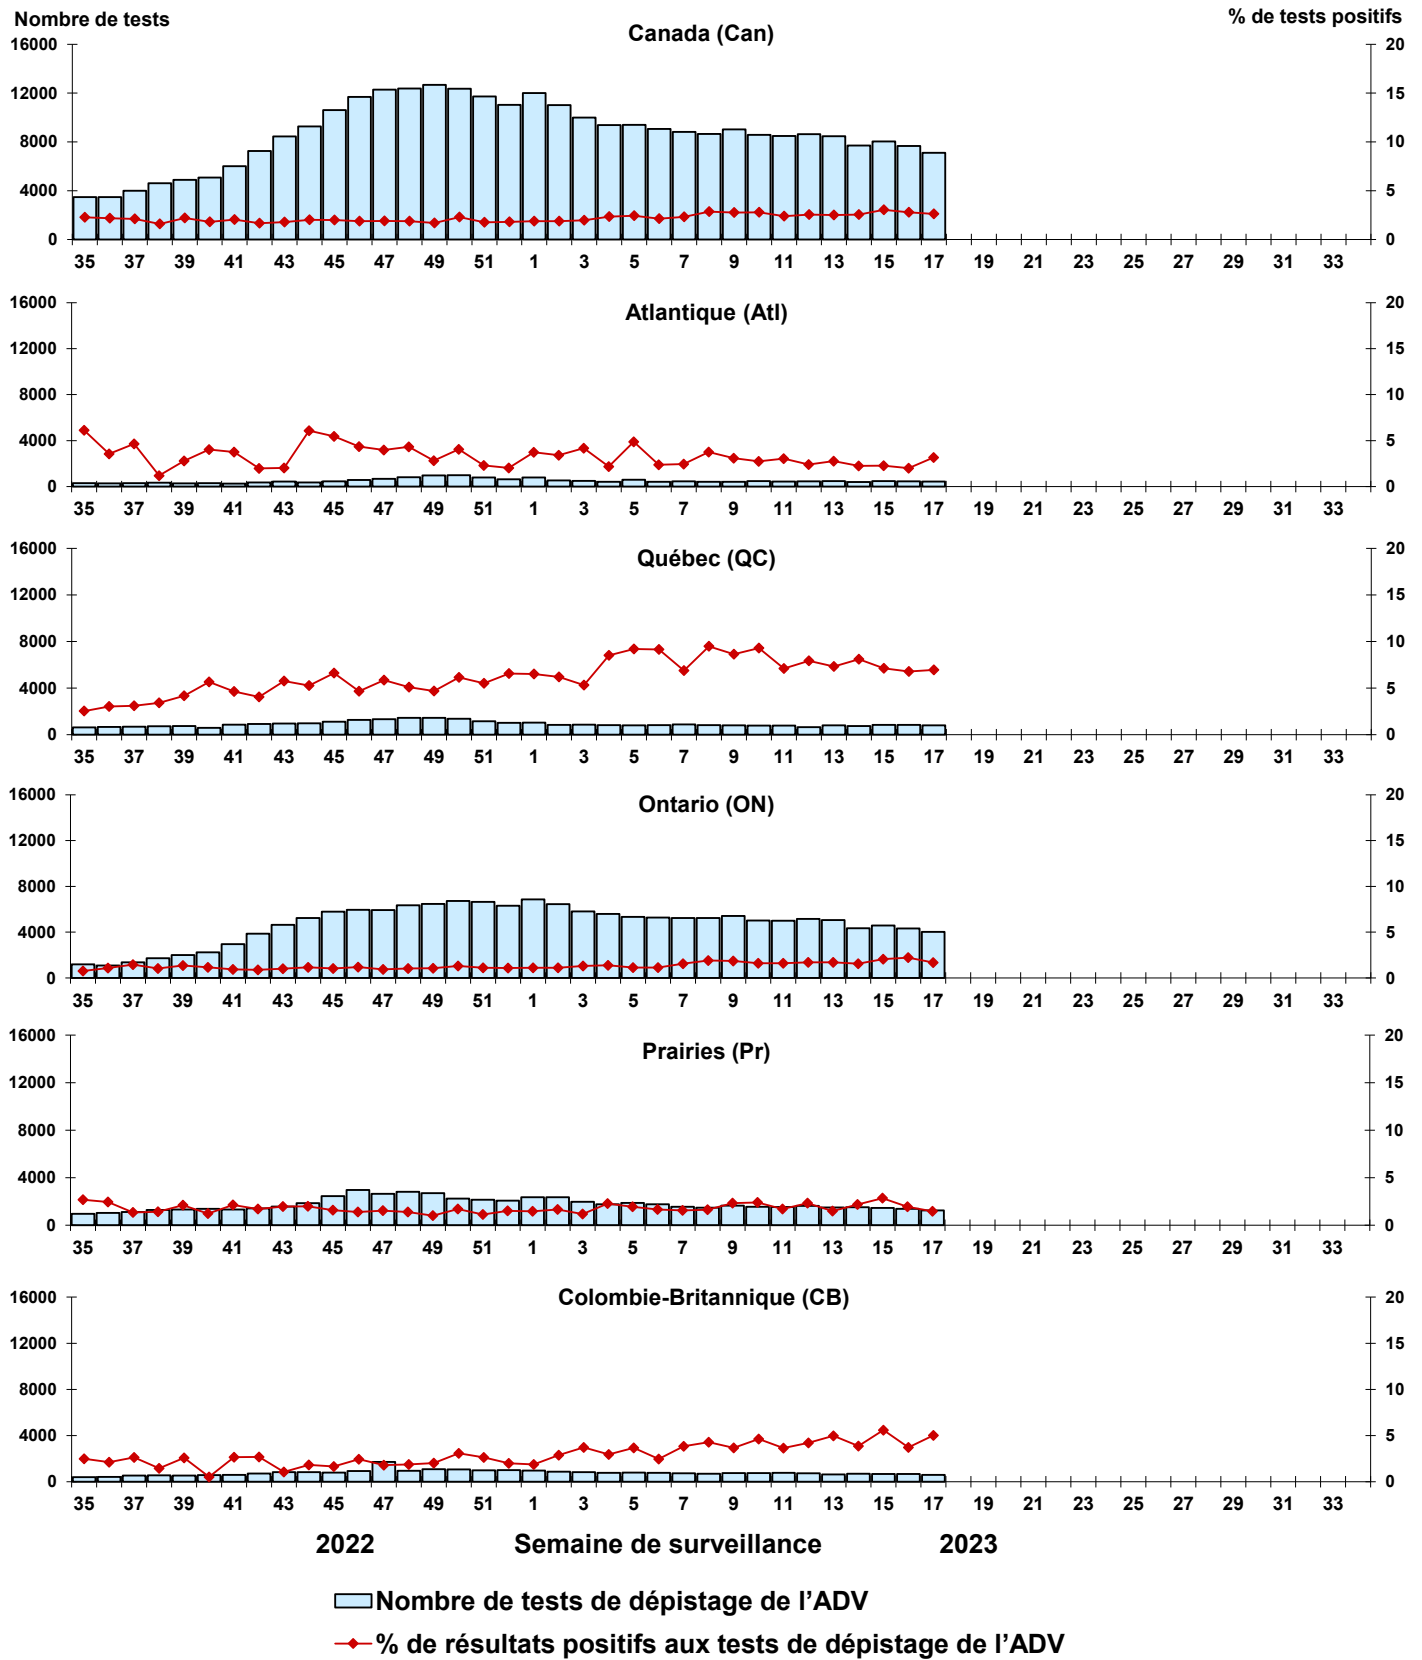 Nombre de tests
% de tests positifs
Canada (Can)
16000 12000 8000 4000 0
20 15 10 5 0
35 37 39 41 43 45 47 49 51 1 3 5 7 9 11 13 15 17 19 21 23 25 27 29 31 33
Atlantique (Atl)
16000 12000 8000 4000 0
20 15 10 5 0
35 37 39 41 43 45 47 49 51 1 3 5 7 9 11 13 15 17 19 21 23 25 27 29 31 33
Québec (QC)
16000 12000 8000 4000 0
20 15 10 5 0
35 37 39 41 43 45 47 49 51 1 3 5 7 9 11 13 15 17 19 21 23 25 27 29 31 33
Ontario (ON)
16000 12000 8000 4000 0
20 15 10 5 0
35 37 39 41 43 45 47 49 51 1 3 5 7 9 11 13 15 17 19 21 23 25 27 29 31 33
Prairies (Pr)
16000 12000 8000 4000 0
20 15 10 5 0
35 37 39 41 43 45 47 49 51 1 3 5 7 9 11 13 15 17 19 21 23 25 27 29 31 33
Colombie-Britannique (CB)
16000 12000 8000 4000 0
20 15 10 5 0
35 37 39 41 43 45 47 49 51 1 3 5 7 9 11 13 15 17 19 21 23 25 27 29 31 33
2022 Semaine de surveillance 2023
Nombre de tests de dépistage de l’ADV
% de résultats positifs aux tests de dépistage de l’ADV